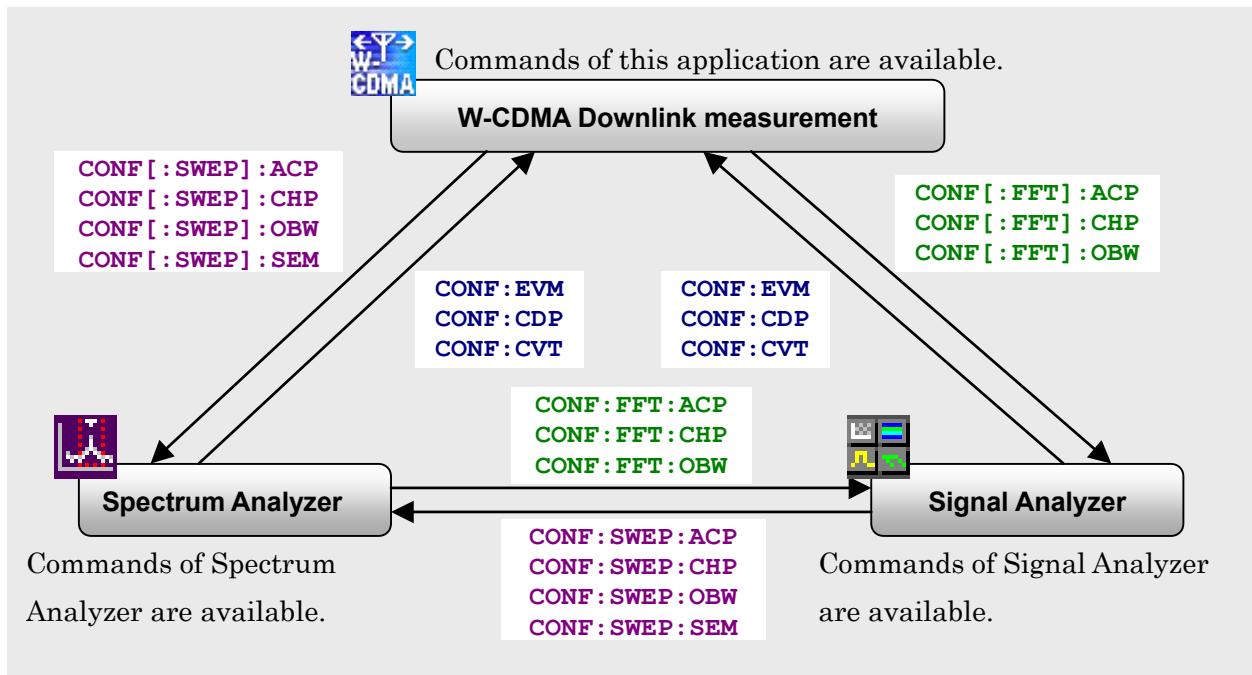 W-
CDMA
Commands of this application are available.
W-CDMA Downlink measurement
CONF[:SWEP]:ACP
CONF[:SWEP]:CHP
CONF[:SWEP]:OBW
CONF[:SWEP]:SEM
CONF[:FFT]:ACP
CONF[:FFT]:CHP
CONF[:FFT]:OBW
CONF:EVM
CONF:CDP
CONF:CVT
CONF:EVM
CONF:CDP
CONF:CVT
CONF:FFT:ACP
CONF:FFT:CHP
CONF:FFT:OBW
Spectrum Analyzer
Signal Analyzer
CONF:SWEP:ACP
CONF:SWEP:CHP
CONF:SWEP:OBW
CONF:SWEP:SEM
Commands of Spectrum
Analyzer are available.
Commands of Signal Analyzer
are available.